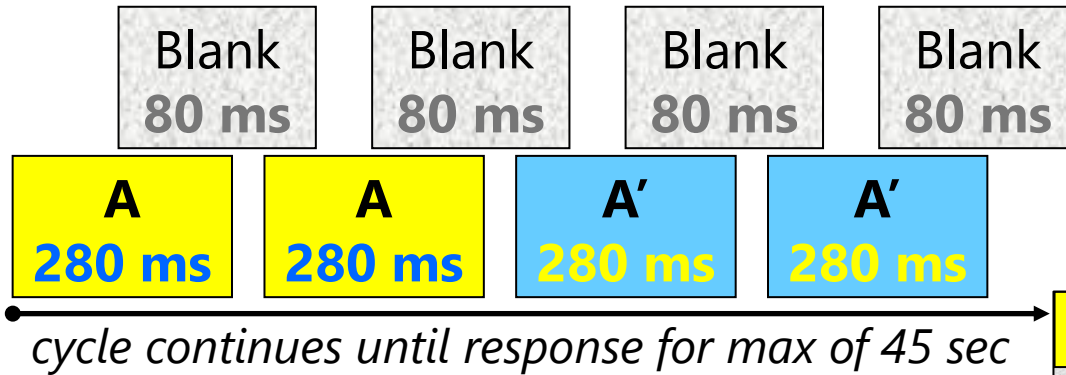 Blank
80 ms
Blank
80 ms
Blank
80 ms
Blank
80 ms
A
280 ms
A
280 ms
A’
280 ms
A’
280 ms
cycle continues until response for max of 45 sec